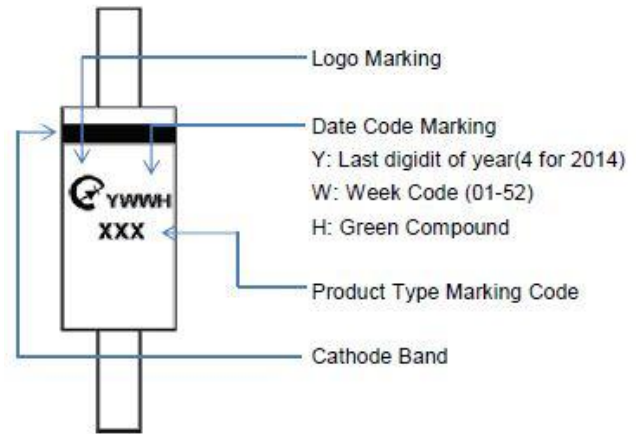 Logo Marking
Date Code Marking
Y: Last digidit of year(4 for 2014)
W: Week Code (01-52)
H: Green Compound
YWWH
XXX
Product Type Marking Code
Cathode Band